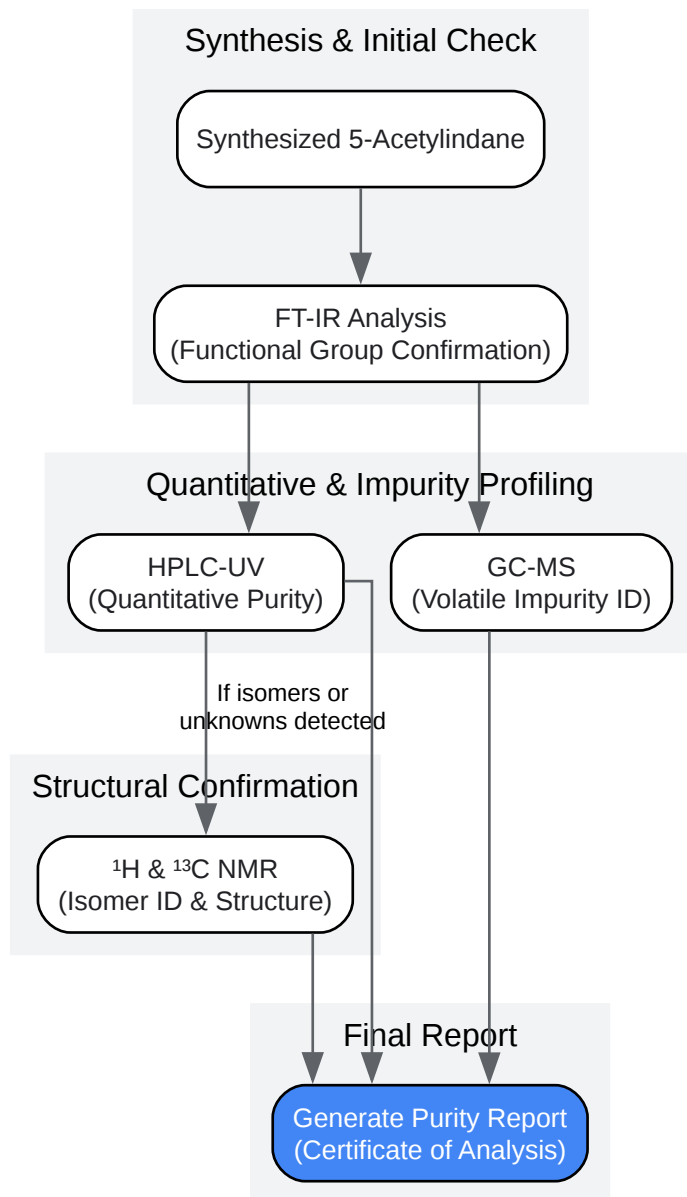 Synthesis & Initial Check
Synthesized 5-Acetylindane
FT-IR Analysis
(Functional Group Confirmation)
Quantitative & Impurity Profiling
HPLC-UV
(Quantitative Purity)
GC-MS
(Volatile Impurity ID)
If isomers or
unknowns detected
Structural Confirmation
¹H & ¹³C NMR
(Isomer ID & Structure)
Final Report
Generate Purity Report
(Certificate of Analysis)